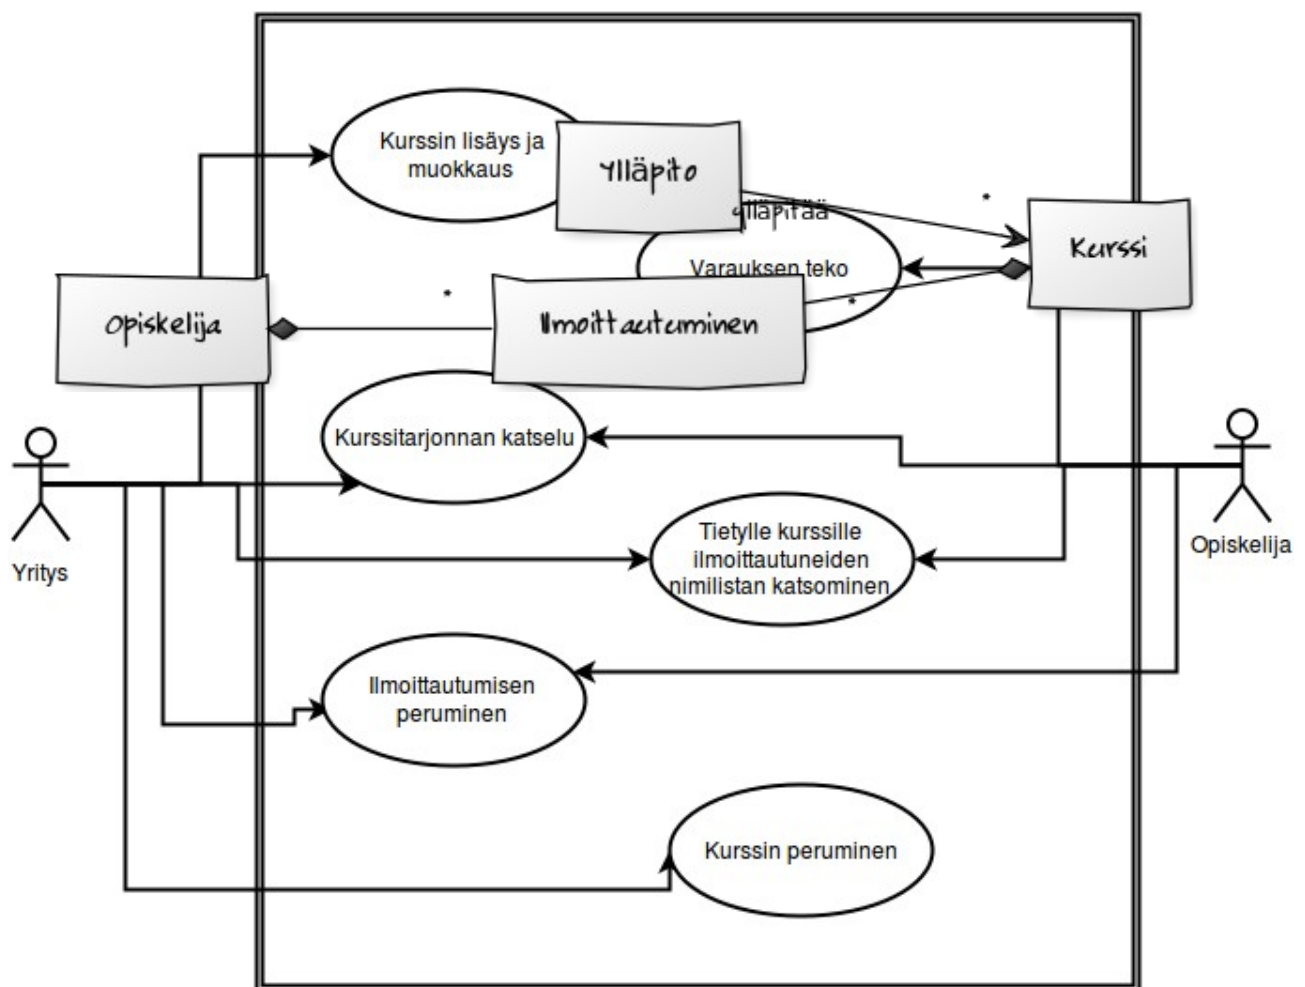 Kurssin lisäys ja
muokkaus
Ylläpito
*
ylläpitää
Kurssi
Varauksen teko
*
*
Opiskelija
Ilmoittautuminen
Kurssitarjonnan katselu
Tietylle kurssille
ilmoittautuneiden
nimilistan katsominen
Opiskelija
Yritys
Ilmoittautumisen
peruminen
Kurssin peruminen